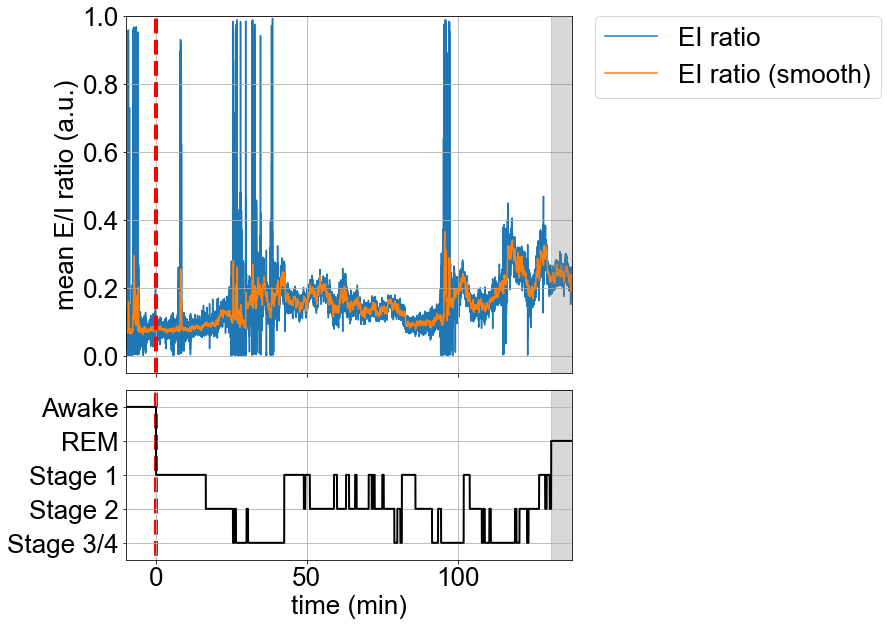 1.0
0.8
0.6
0.4
0.2
0.0
mean E/I ratio (a.u.)
EI ratio
EI ratio (smooth)
Awake
REM
Stage 1
Stage 2
Stage 3/4
0 50 100
time (min)